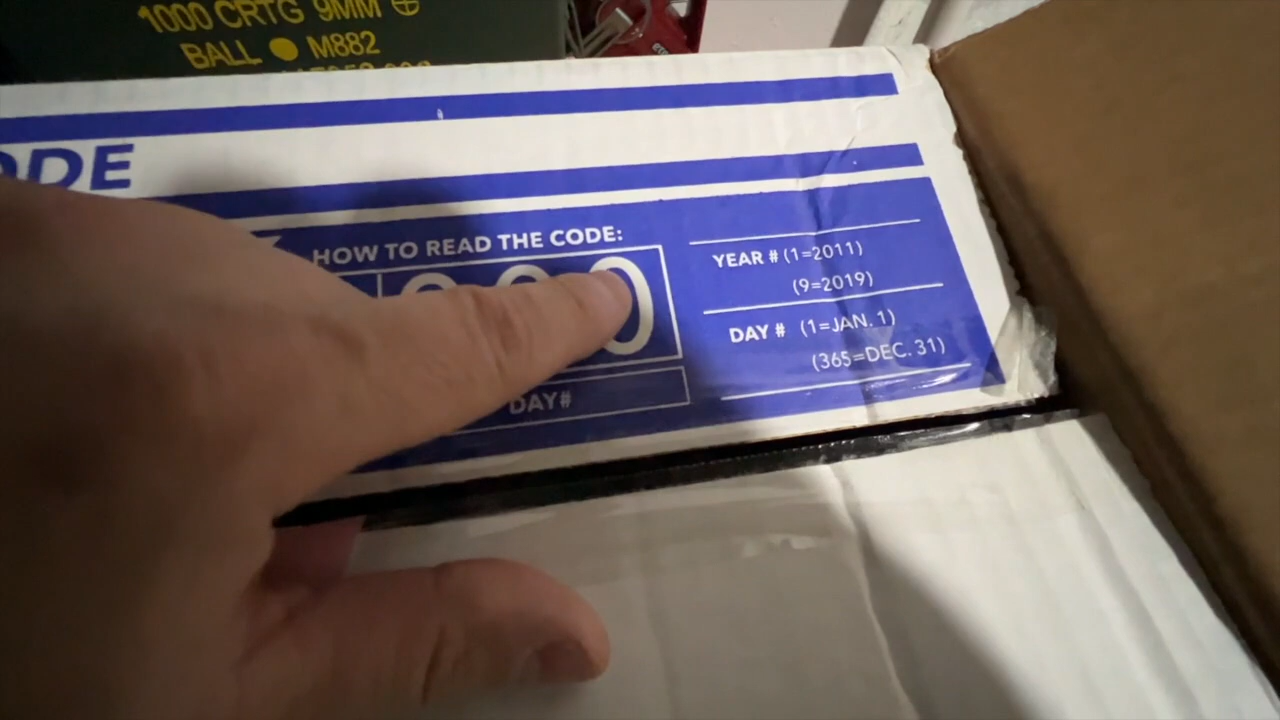 1000 CRTG 9MM ⊕
BALL ● M882
ODE
HOW TO READ THE CODE:
0
DAY#
YEAR # (1=2011)
(9=2019)
DAY # (1=JAN. 1)
(365=DEC. 31)